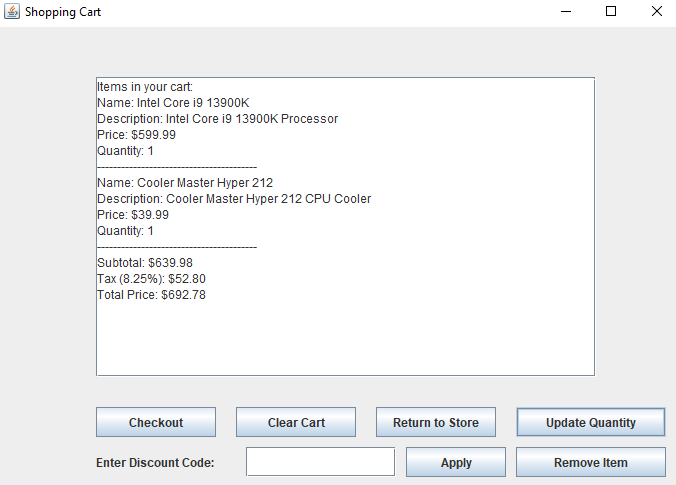 Shopping Cart
Items in your cart:
Name: Intel Core i9 13900K
Description: Intel Core i9 13900K Processor
Price: $599.99
Quantity: 1
----------------------------------------
Name: Cooler Master Hyper 212
Description: Cooler Master Hyper 212 CPU Cooler
Price: $39.99
Quantity: 1
----------------------------------------
Subtotal: $639.98
Tax (8.25%): $52.80
Total Price: $692.78
Checkout Clear Cart Return to Store Update Quantity
Enter Discount Code: Apply Remove Item